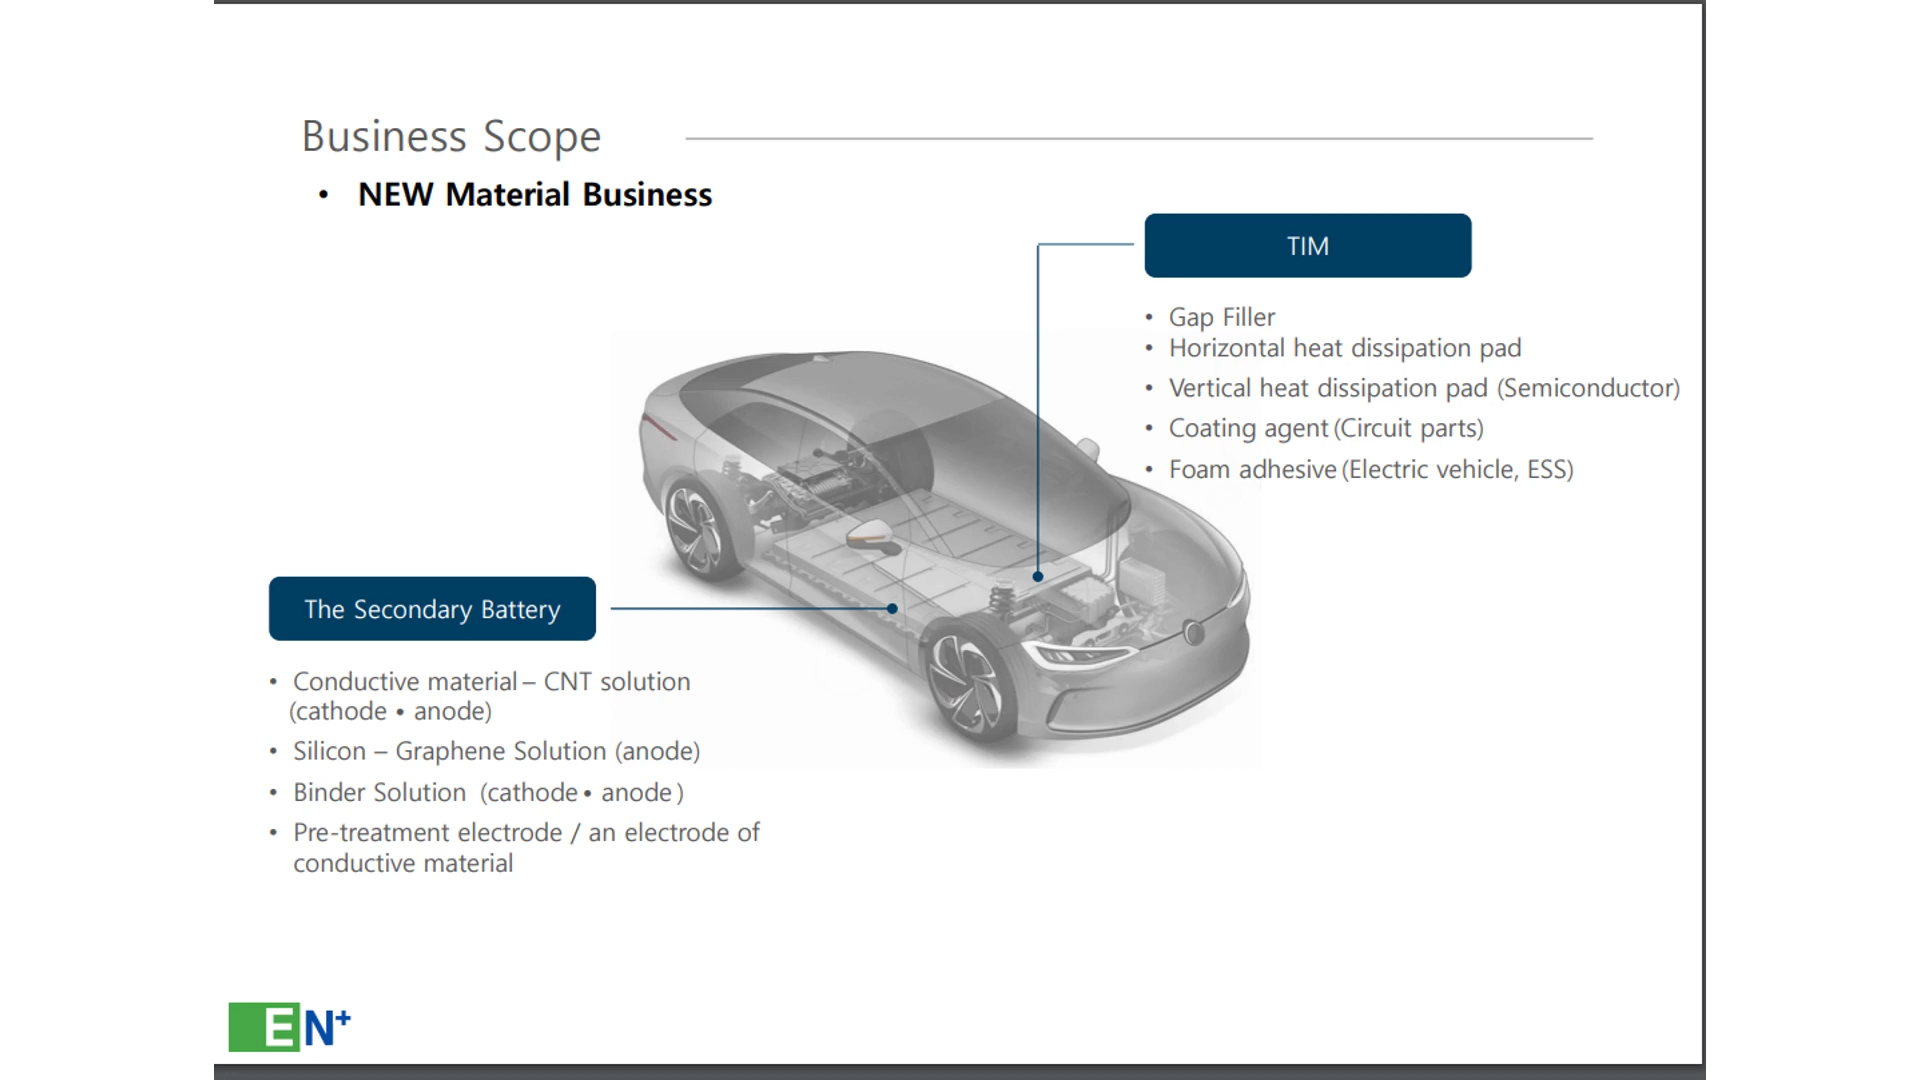 Business Scope
• NEW Material Business
TIM
• Gap Filler
• Horizontal heat dissipation pad
• Vertical heat dissipation pad (Semiconductor)
• Coating agent (Circuit parts)
• Foam adhesive (Electric vehicle, ESS)
The Secondary Battery
• Conductive material – CNT solution
(cathode • anode)
• Silicon – Graphene Solution (anode)
• Binder Solution (cathode • anode )
• Pre-treatment electrode / an electrode of
conductive material
EN+